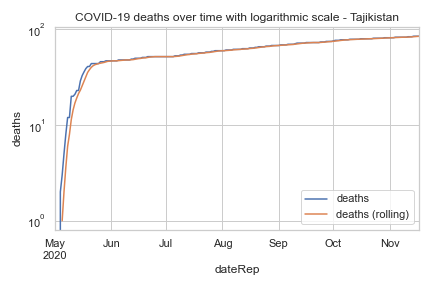 COVID-19 deaths over time with logarithmic scale - Tajikistan
10²
10¹
10⁰
deaths
deaths
deaths (rolling)
May Jun Jul Aug Sep Oct Nov
2020
dateRep